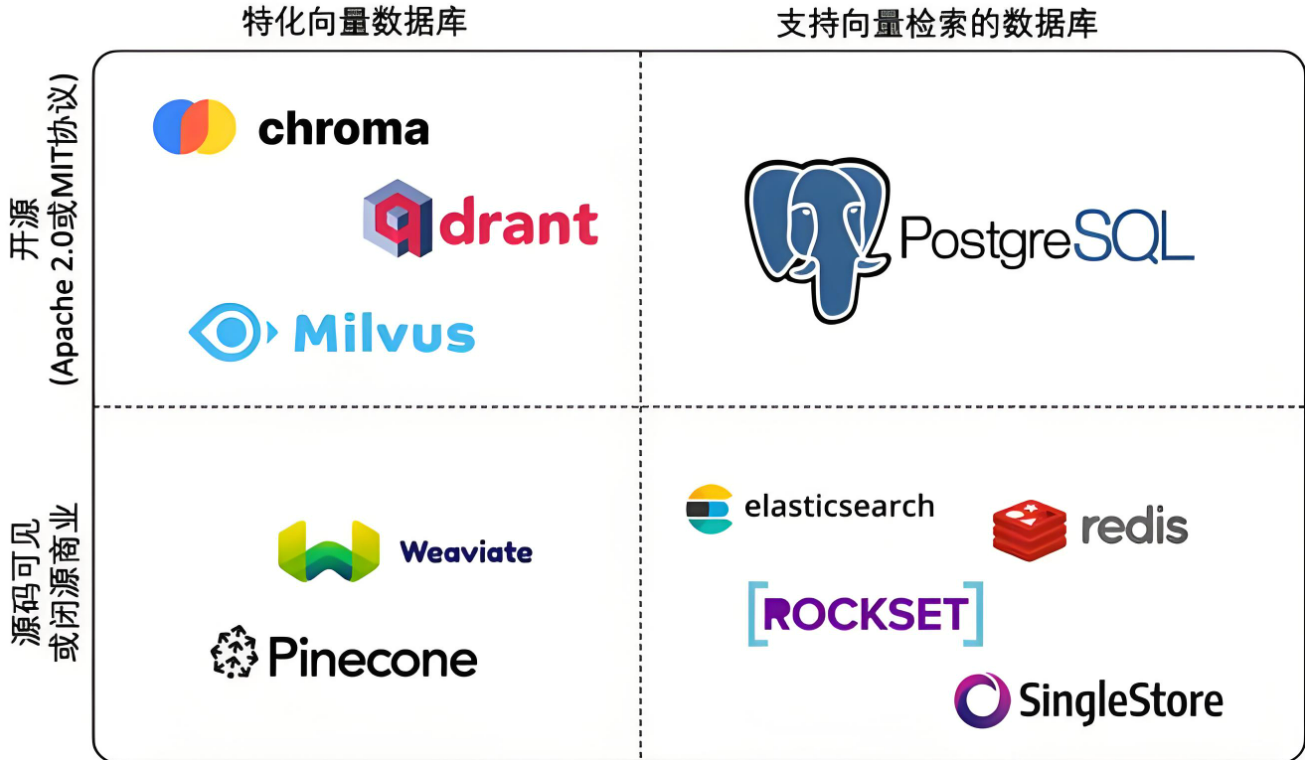 特化向量数据库
支持向量检索的数据库
开源
(Apache 2.0或MIT协议)
chroma
qdrant
Milvus
PostgreSQL
源码可见
或闭源商业
Weaviate
Pinecone
elasticsearch
redis
[ROCKSET]
SingleStore